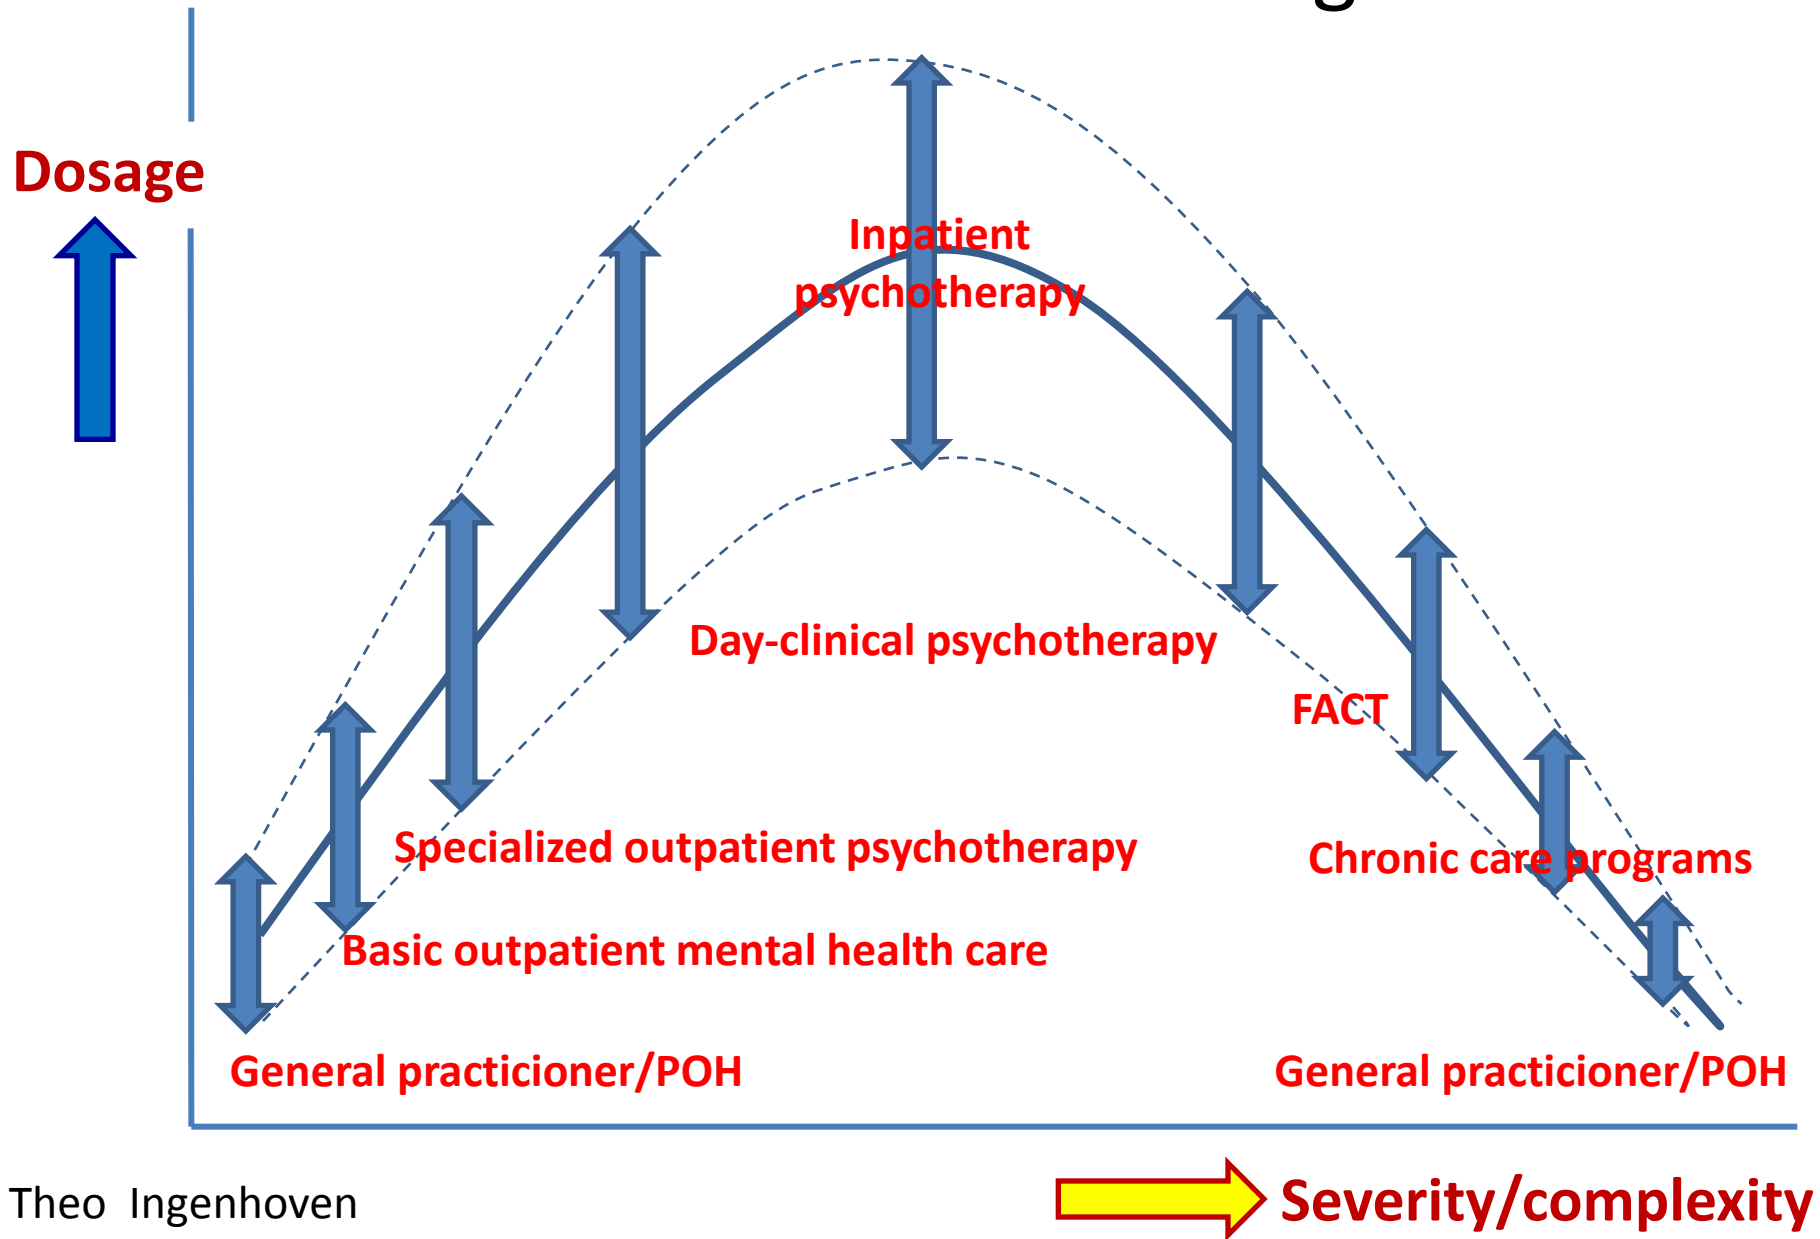 Dosage
Inpatient
psychotherapy
Day-clinical psychotherapy
FACT
Specialized outpatient psychotherapy
Chronic care programs
Basic outpatient mental health care
General practicioner/POH
General practicioner/POH
Theo Ingenhoven
Severity/complexity